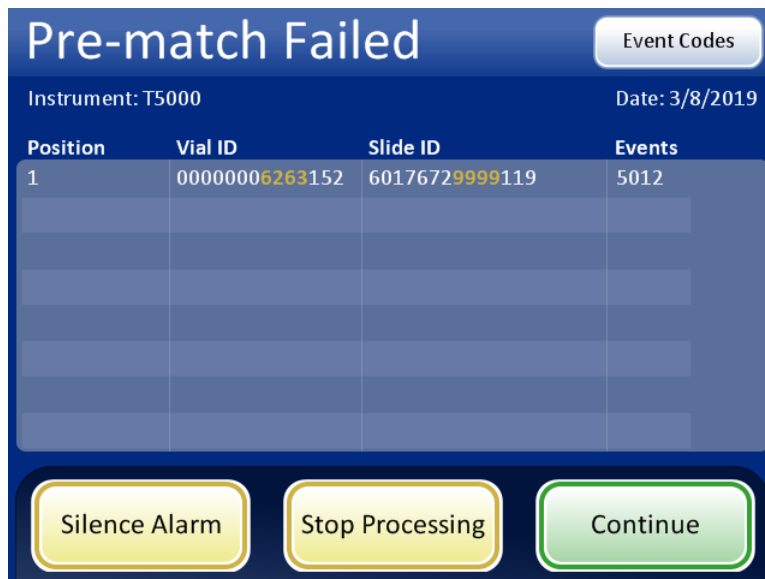 Pre-match Failed
Event Codes
Instrument: T5000 Date: 3/8/2019
Position Vial ID Slide ID Events
1 00000006263152 60176729999119 5012
Silence Alarm Stop Processing Continue